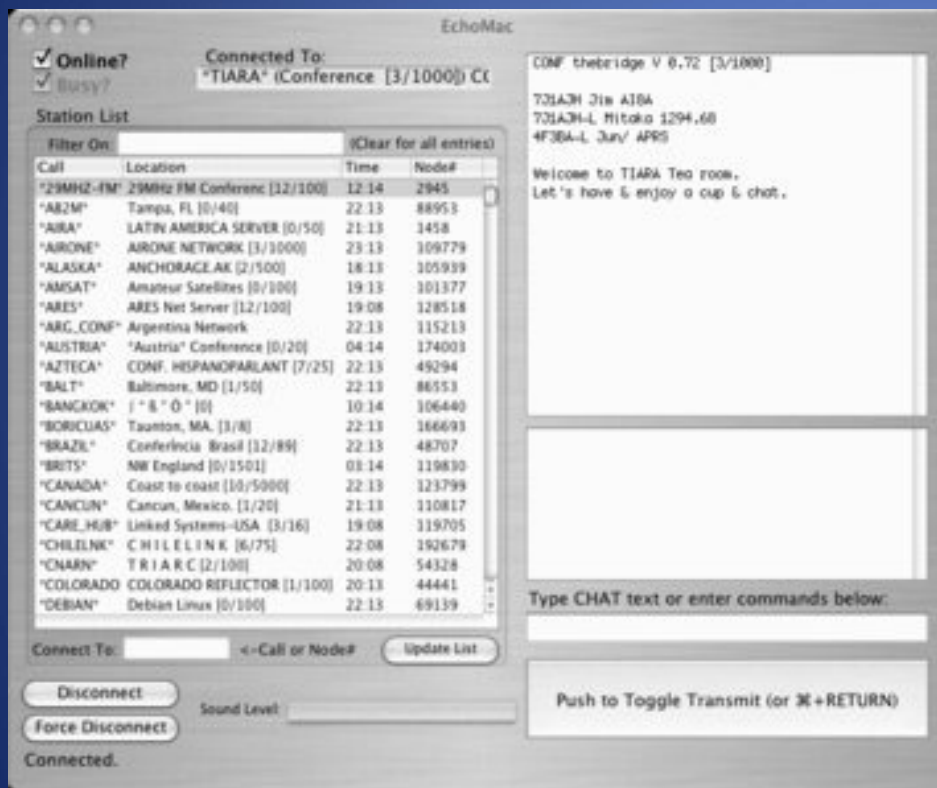 EchoMac
Online?
Busy?
Connected To:
*TIARA* (Conference [3/1000]) CC
Station List
Filter On: (Clear for all entries)
Call Location Time Node#
*29MHZ-FM* 29MHz FM Conferenc [12/100] 12:14 2945
*AB2M* Tampa, FL [0/40] 22:13 88953
*AIRA* LATIN AMERICA SERVER [0/50] 21:13 1458
*AIRONE* AIRONE NETWORK [3/1000] 23:13 109779
*ALASKA* ANCHORAGE.AK [2/500] 18:13 105939
*AMSAT* Amateur Satellites [0/100] 19:13 101377
*ARES* ARES Net Server [12/100] 19:08 128518
*ARG_CONF* Argentina Network 22:13 115213
*AUSTRIA* *Austria* Conference [0/20] 04:14 174003
*AZTECA* CONF. HISPANOPARLANT [7/25] 22:13 49294
*BALT* Baltimore, MD [1/50] 22:13 86553
*BANGKOK* [0] 10:14 106440
*BORICUAS* Taunton, MA. [3/8] 22:13 166693
*BRAZIL* Conferíncia Brasil [12/89] 22:13 48707
*BRITS* NW England [0/1501] 03:14 119830
*CANADA* Coast to coast [10/5000] 22:13 123799
*CANCUN* Cancun, Mexico. [1/20] 21:13 110817
*CARE_HUB* Linked Systems-USA [3/16] 19:08 119705
*CHILELNK* C H I L E L I N K [6/75] 22:08 192679
*CNARN* T R I A R C [2/100] 20:08 54328
*COLORADO COLORADO REFLECTOR [1/100] 20:13 44441
*DEBIAN* Debian Linux [0/100] 22:13 69139
Connect To: <-Call or Node# Update List
Disconnect
Force Disconnect
Sound Level:
Connected.
CONF thebridge V 0.72 [3/1000]
7J1AJH Jim AIBA
7J1AJH-L Mitaka 1294.60
4F3BA-L Jun/ APRS
Welcome to TIARA Tea room.
Let's have & enjoy a cup & chat.
Type CHAT text or enter commands below:
Push to Toggle Transmit (or ⌘+RETURN)